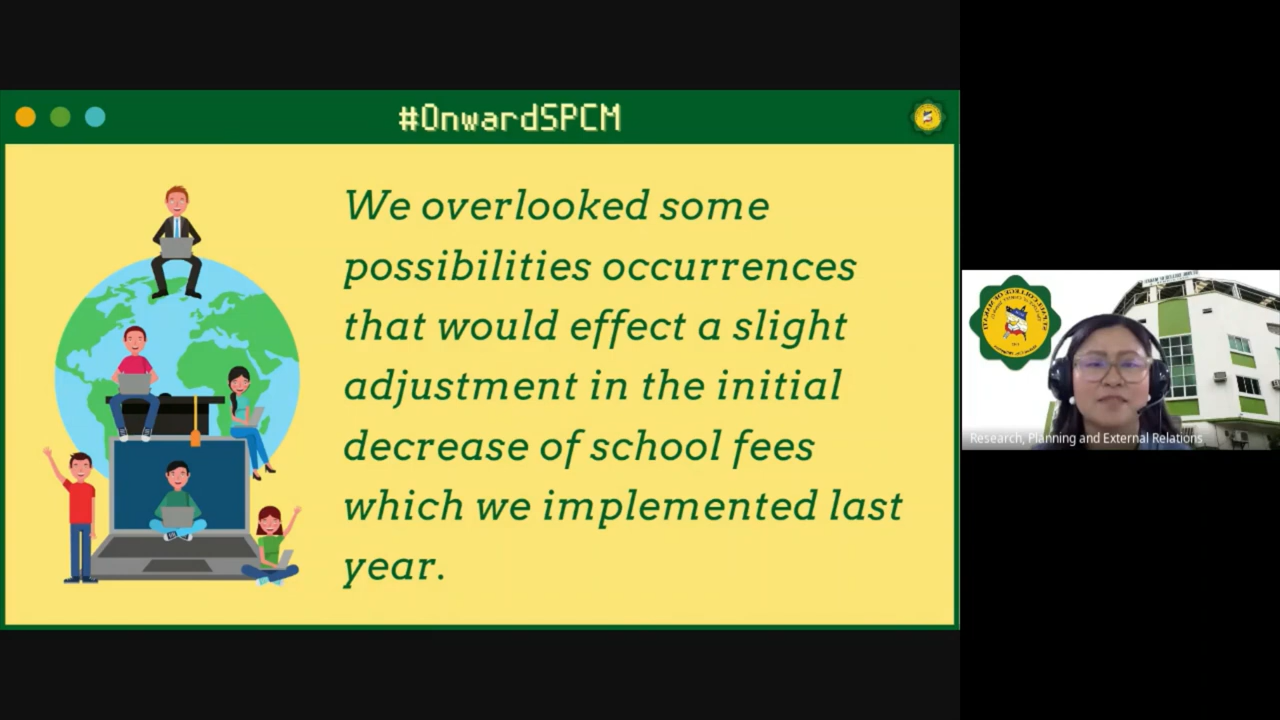 #OnwardSPCM
We overlooked some
possibilities occurrences
that would effect a slight
adjustment in the initial
decrease of school fees
which we implemented last
year.
Research, Planning and External Relations